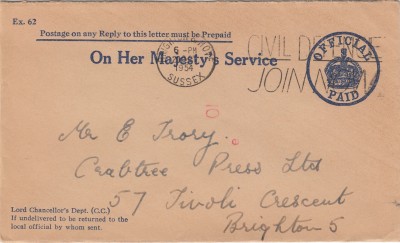 Ex. 62
Postage on any Reply to this letter must be Prepaid
6 - PM
1954
SUSSEX
CIVIL DEFENCE
JOIN NOW
OFFICIAL
PAID
On Her Majesty's Service
Mr E Trory.
Crabtree Press Ltd
57 Tivoli Crescent
Brighton 5
Lord Chancellor's Dept. (C.C.)
If undelivered to be returned to the
local official by whom sent.